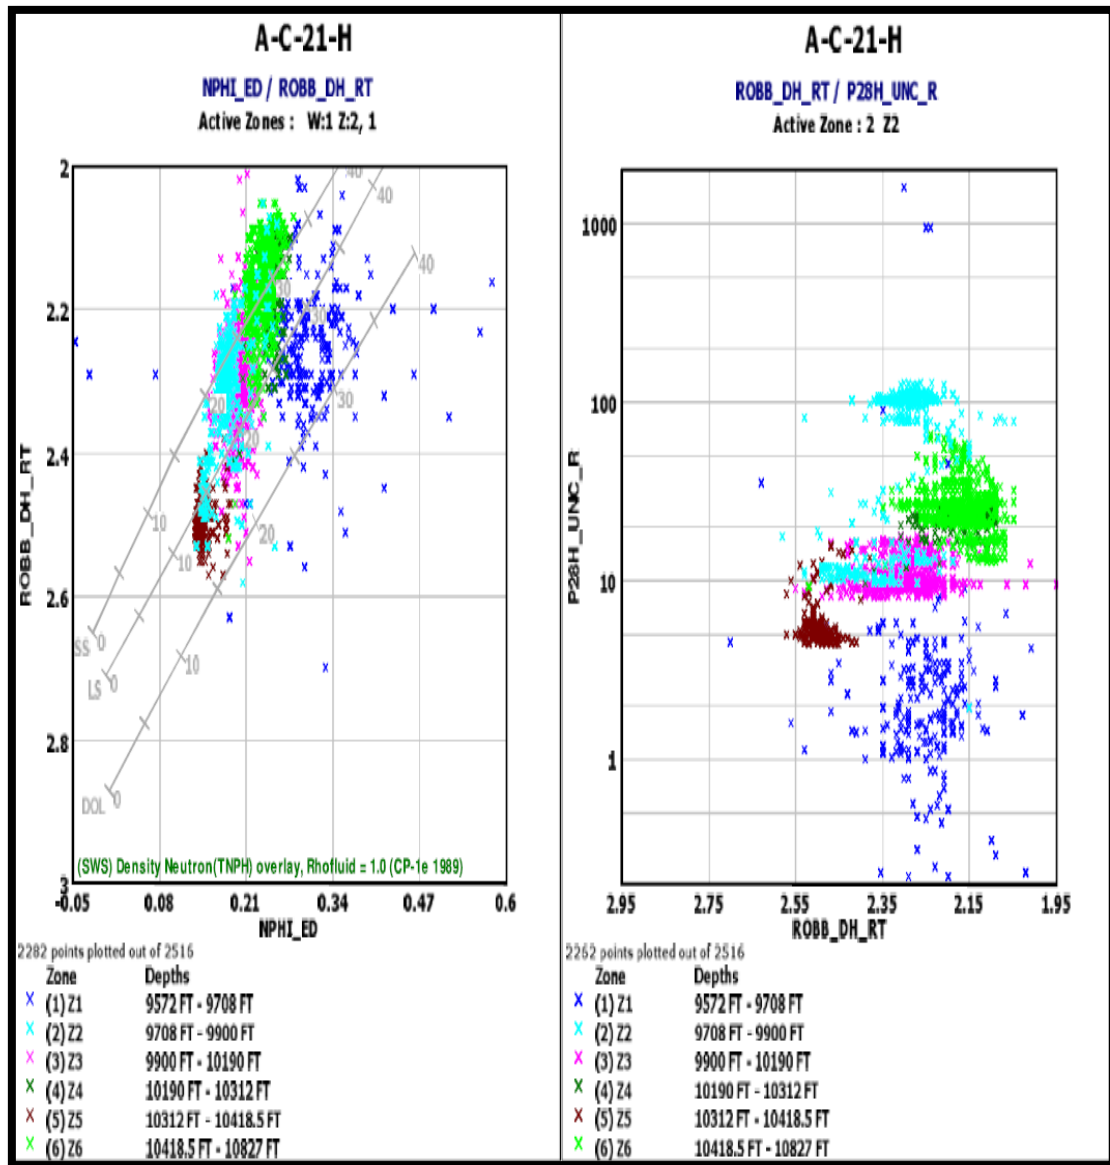 A-C-21-H
NPHI_ED / ROBB_DH_RT
Active Zones : W:1 Z:2, 1
2
2.2
2.4
2.6
2.8
3
ROBB_DH_RT
40
40
40
30
30
30
20
20
20
10
10
10
SS 0
LS 0
DOL 0
(SWS) Density Neutron(TNPH) overlay, Rhofluid = 1.0 (CP-1e 1989)
-0.05 0.08 0.21 0.34 0.47 0.6
NPHI_ED
2282 points plotted out of 2516
Zone Depths
(1) Z1 9572 FT - 9708 FT
(2) Z2 9708 FT - 9900 FT
(3) Z3 9900 FT - 10190 FT
(4) Z4 10190 FT - 10312 FT
(5) Z5 10312 FT - 10418.5 FT
(6) Z6 10418.5 FT - 10827 FT
A-C-21-H
ROBB_DH_RT / P28H_UNC_R
Active Zone : 2 Z2
1000
100
10
1
P28H_UNC_R
2.95 2.75 2.55 2.35 2.15 1.95
ROBB_DH_RT
2262 points plotted out of 2516
Zone Depths
(1) Z1 9572 FT - 9708 FT
(2) Z2 9708 FT - 9900 FT
(3) Z3 9900 FT - 10190 FT
(4) Z4 10190 FT - 10312 FT
(5) Z5 10312 FT - 10418.5 FT
(6) Z6 10418.5 FT - 10827 FT